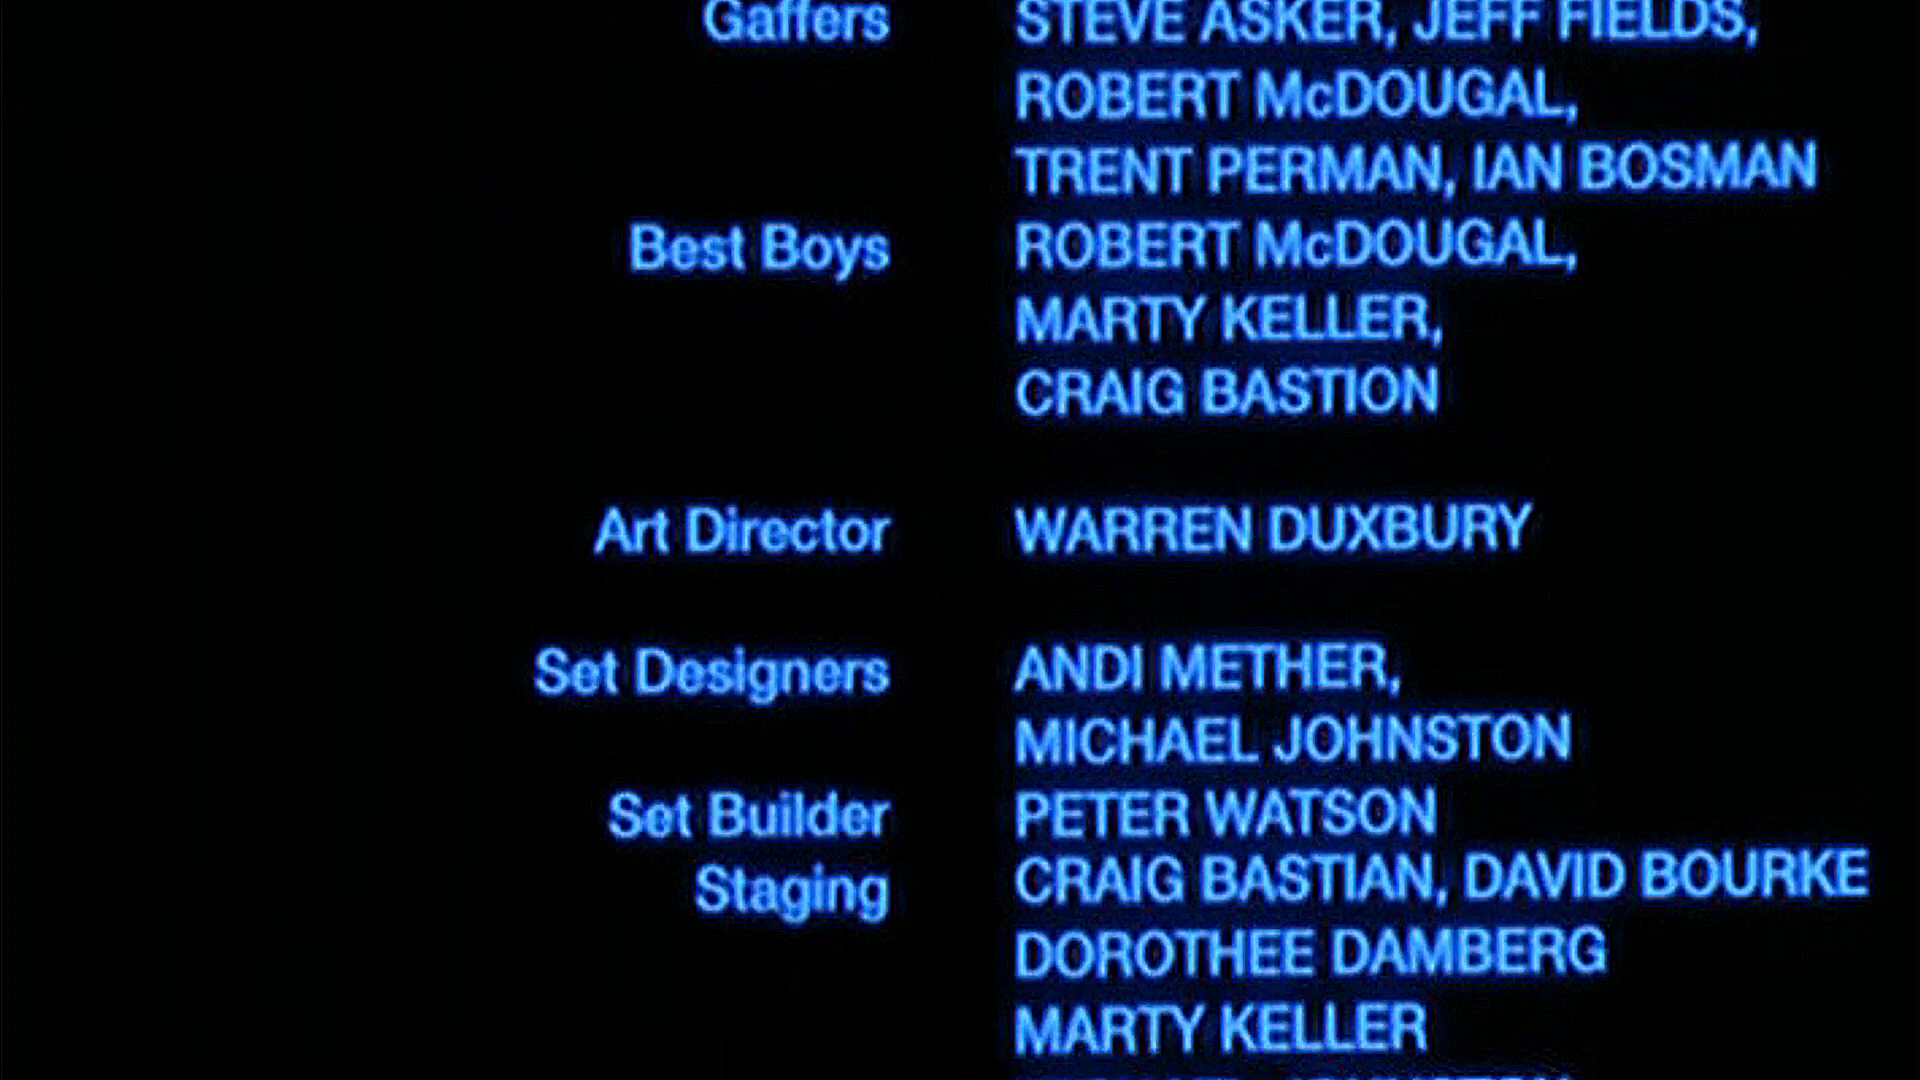 Gaffers STEVE ASKER, JEFF FIELDS,
ROBERT McDOUGAL,
TRENT PERMAN, IAN BOSMAN
Best Boys ROBERT McDOUGAL,
MARTY KELLER,
CRAIG BASTION
Art Director WARREN DUXBURY
Set Designers ANDI METHER,
MICHAEL JOHNSTON
Set Builder PETER WATSON
Staging CRAIG BASTIAN, DAVID BOURKE
DOROTHEE DAMBERG
MARTY KELLER